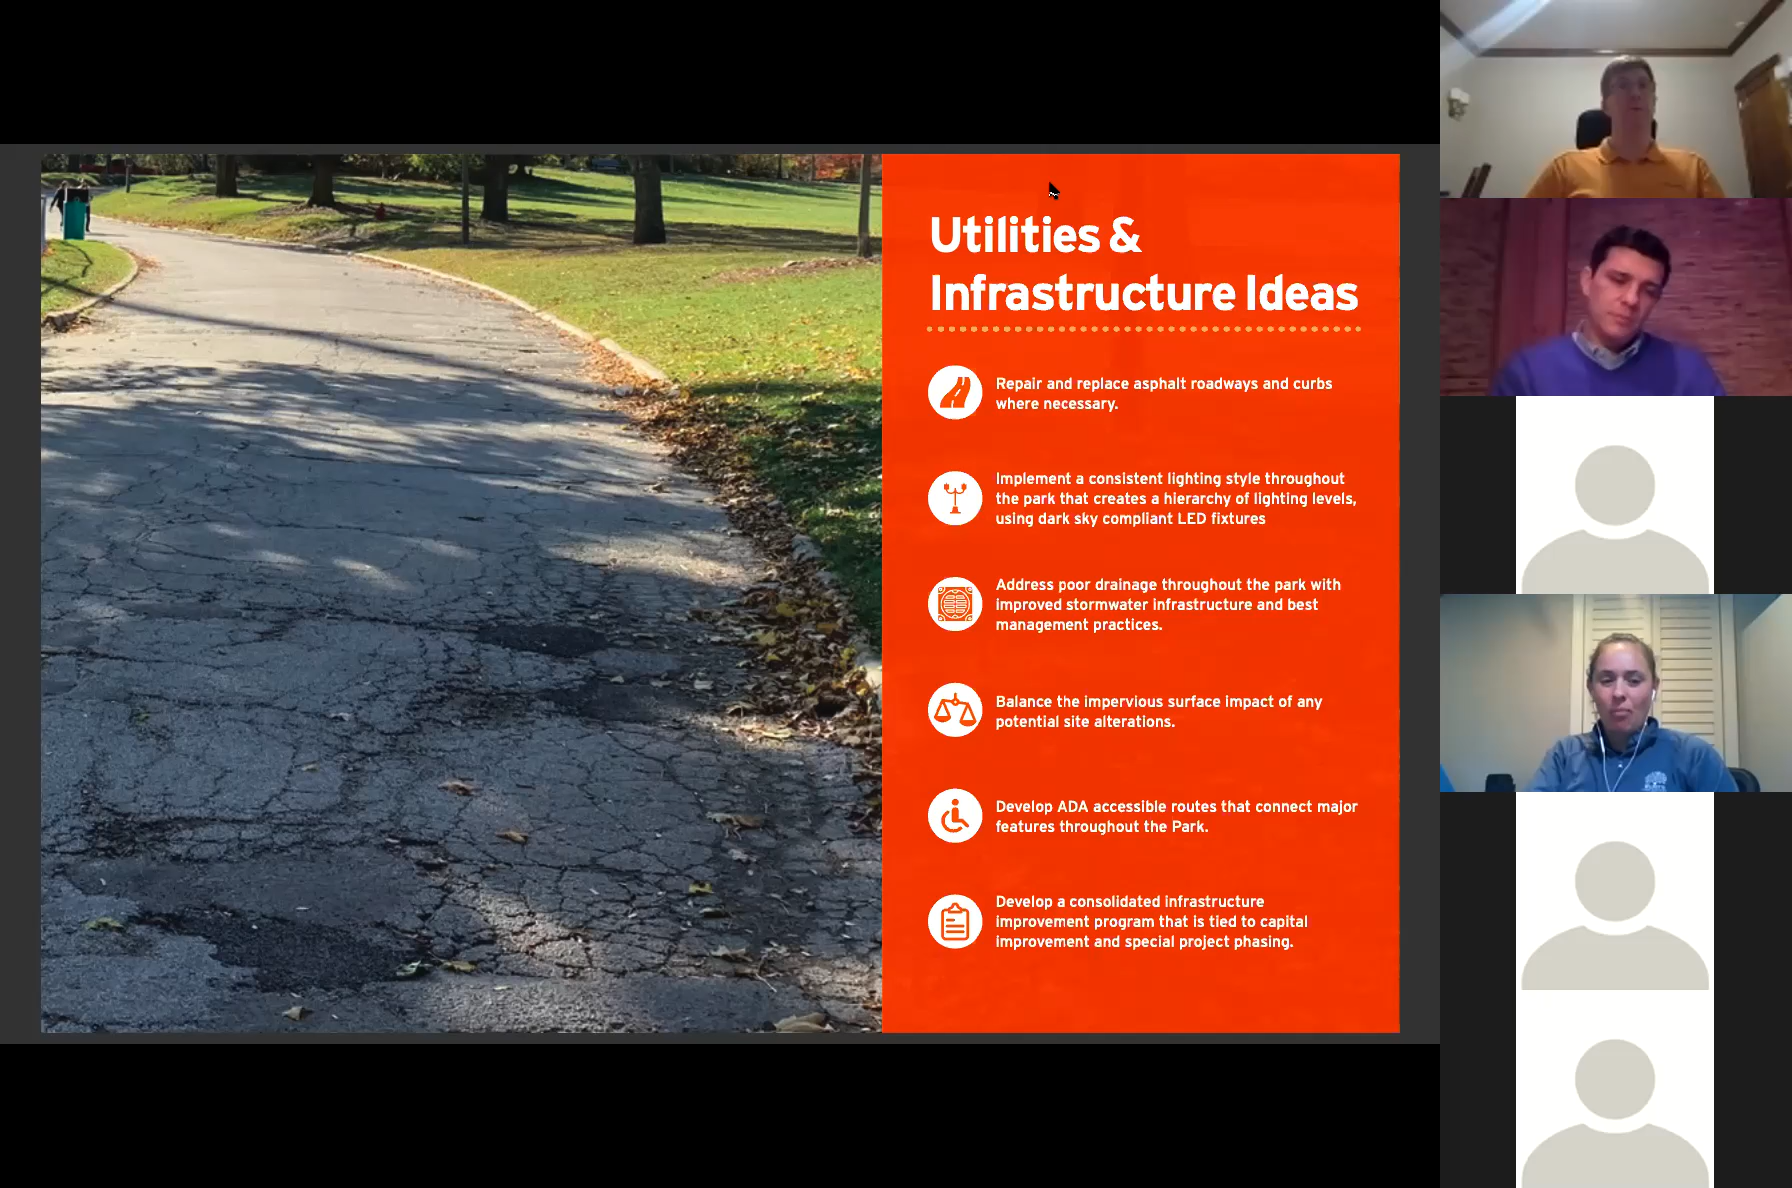 Utilities &
Infrastructure Ideas
Repair and replace asphalt roadways and curbs
where necessary.
Implement a consistent lighting style throughout
the park that creates a hierarchy of lighting levels,
using dark sky compliant LED fixtures
Address poor drainage throughout the park with
improved stormwater infrastructure and best
management practices.
Balance the impervious surface impact of any
potential site alterations.
Develop ADA accessible routes that connect major
features throughout the Park.
Develop a consolidated infrastructure
improvement program that is tied to capital
improvement and special project phasing.